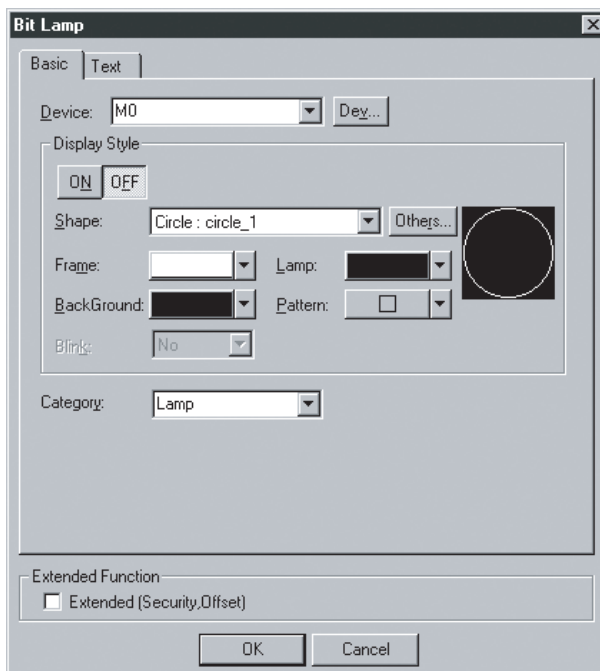 Bit Lamp
Basic Text
Device: M0 Dev...
Display Style
ON OFF
Shape: Circle : circle_1 Others...
Frame: Lamp:
BackGround: Pattern:
Blink: No
Category: Lamp
Extended Function
Extended (Security,Offset)
OK Cancel